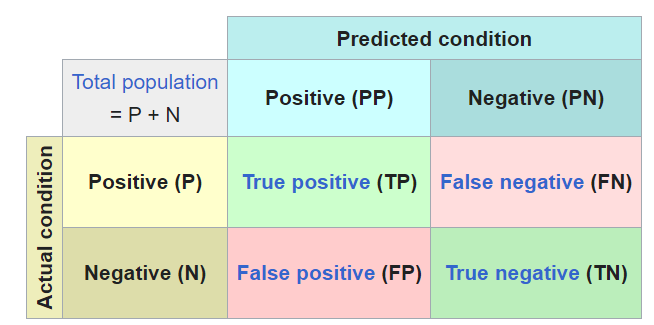 Predicted condition
Total population
= P + N
Positive (PP)
Negative (PN)
Actual condition
Positive (P)
True positive (TP)
False negative (FN)
Negative (N)
False positive (FP)
True negative (TN)